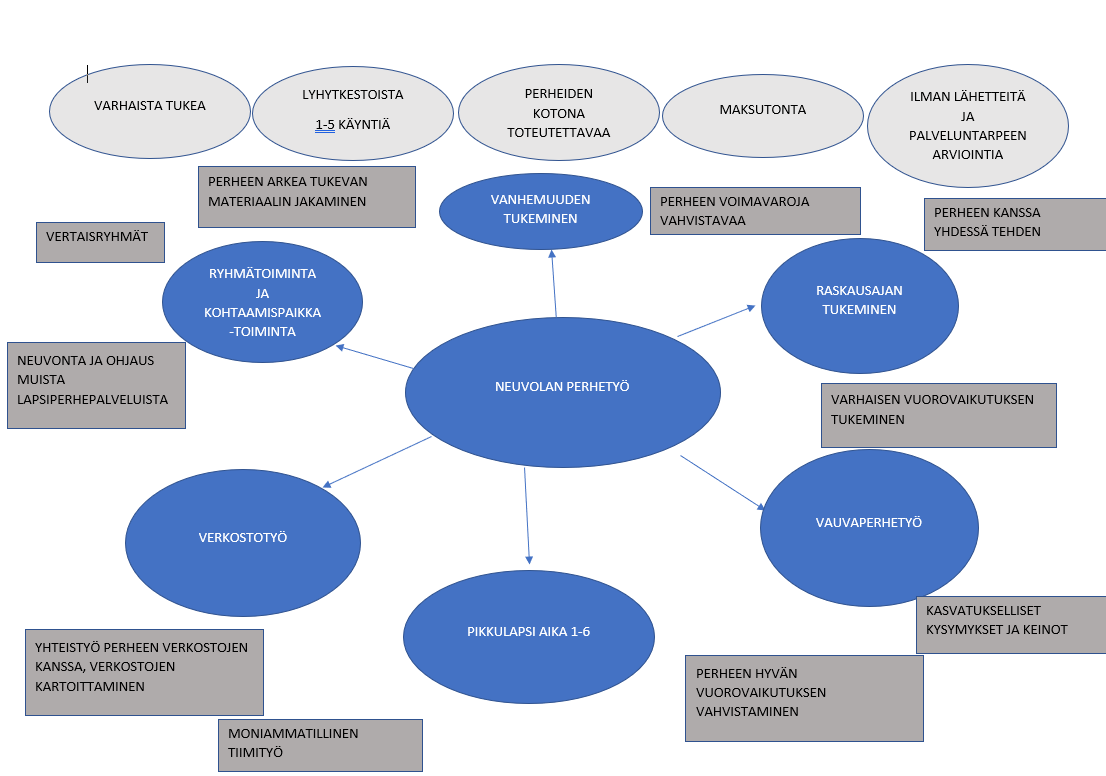 VARHAISTA TUKEA
LYHYTKESTOISTA
1-5 KÄYNTIÄ
PERHEIDEN
KOTONA
TOTEUTETTAVAA
MAKSUTONTA
ILMAN LÄHETTEITÄ
JA
PALVELUNTARPEEN
ARVIOINTIA
PERHEEN ARKEA TUKEVAN
MATERIAALIN JAKAMINEN
VANHEMUUDEN
TUKEMINEN
PERHEEN VOIMAVAROJA
VAHVISTAVAA
PERHEEN KANSSA
YHDESSÄ TEHDEN
VERTAISRYHMÄT
RYHMÄTOIMINTA
JA
KOHTAAMISPAIKKA
-TOIMINTA
RASKAUSAJAN
TUKEMINEN
NEUVONTA JA OHJAUS
MUISTA
LAPSIPERHEPALVELUISTA
NEUVOLAN PERHETYÖ
VARHAISEN VUOROVAIKUTUKSEN
TUKEMINEN
VERKOSTOTYÖ
VAUVAPERHETYÖ
PIKKULAPSI AIKA 1-6
KASVATUKSELLISET
KYSYMYKSET JA KEINOT
YHTEISTYÖ PERHEEN VERKOSTOJEN
KANSSA, VERKOSTOJEN
KARTOITTAMINEN
PERHEEN HYVÄN
VUOROVAIKUTUKSEN
VAHVISTAMINEN
MONIAMMATILLINEN
TIIMITYÖ